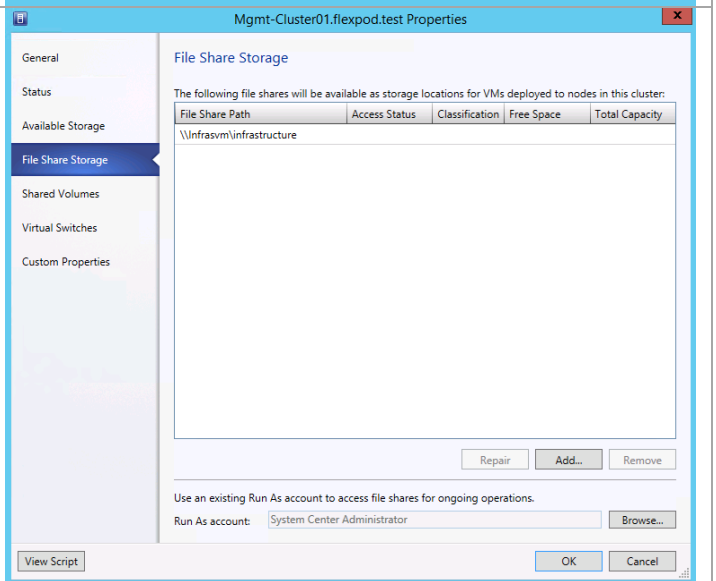 Mgmt-Cluster01.flexpod.test Properties
x
General
Status
Available Storage
File Share Storage
Shared Volumes
Virtual Switches
Custom Properties
File Share Storage
The following file shares will be available as storage locations for VMs deployed to nodes in this cluster:
File Share Path Access Status Classification Free Space Total Capacity
\\Infrasvm\infrastructure
Repair Add... Remove
Use an existing Run As account to access file shares for ongoing operations.
Run As account: System Center Administrator Browse...
View Script OK Cancel